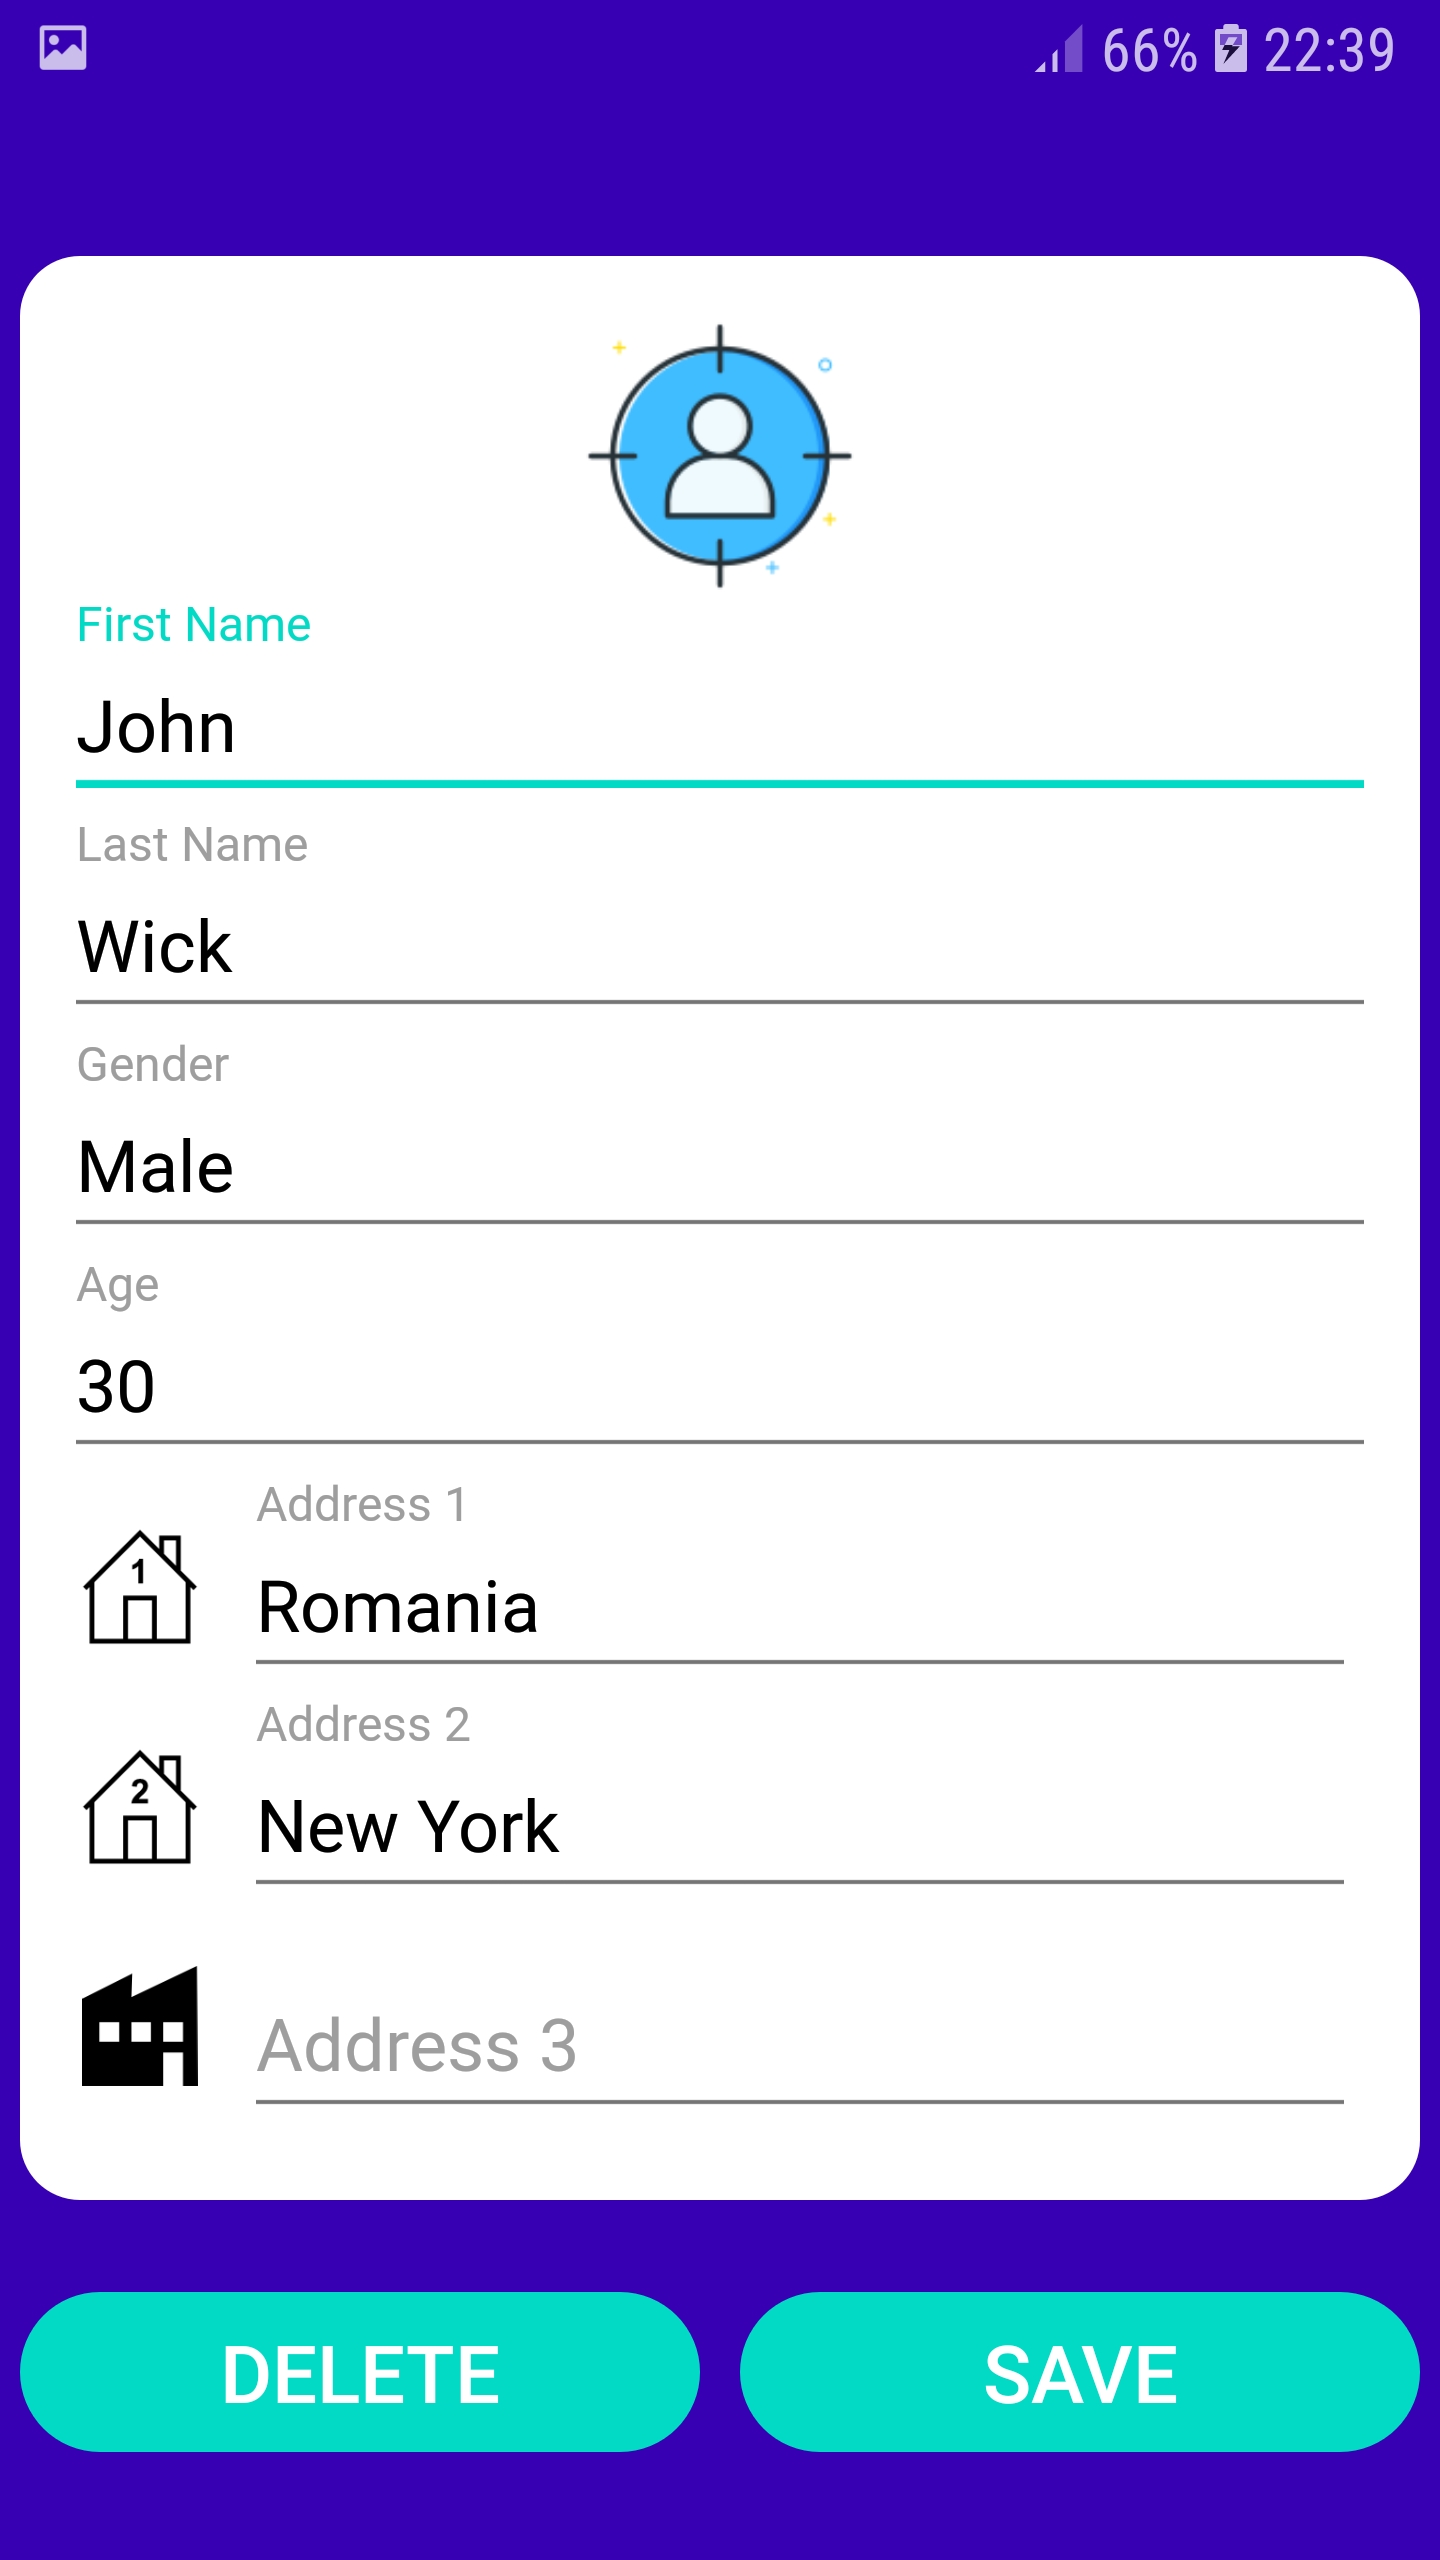 66% 22:39
First Name
John
Last Name
Wick
Gender
Male
Age
30
Address 1
1
Romania
Address 2
2
New York
Address 3
DELETE SAVE